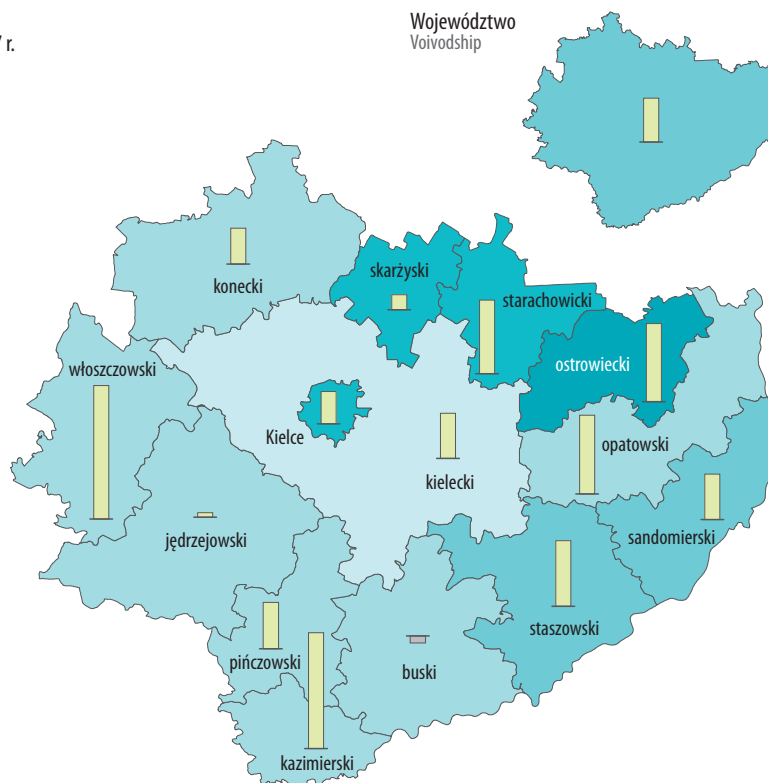 r.
Województwo
Voivodship
skarżyski
konecki
starachowicki
włoszczowski
ostrowiecki
Kielce
opatowski
kielecki
sandomierski
jędrzejowski
staszowski
pińczowski
buski
kazimierski